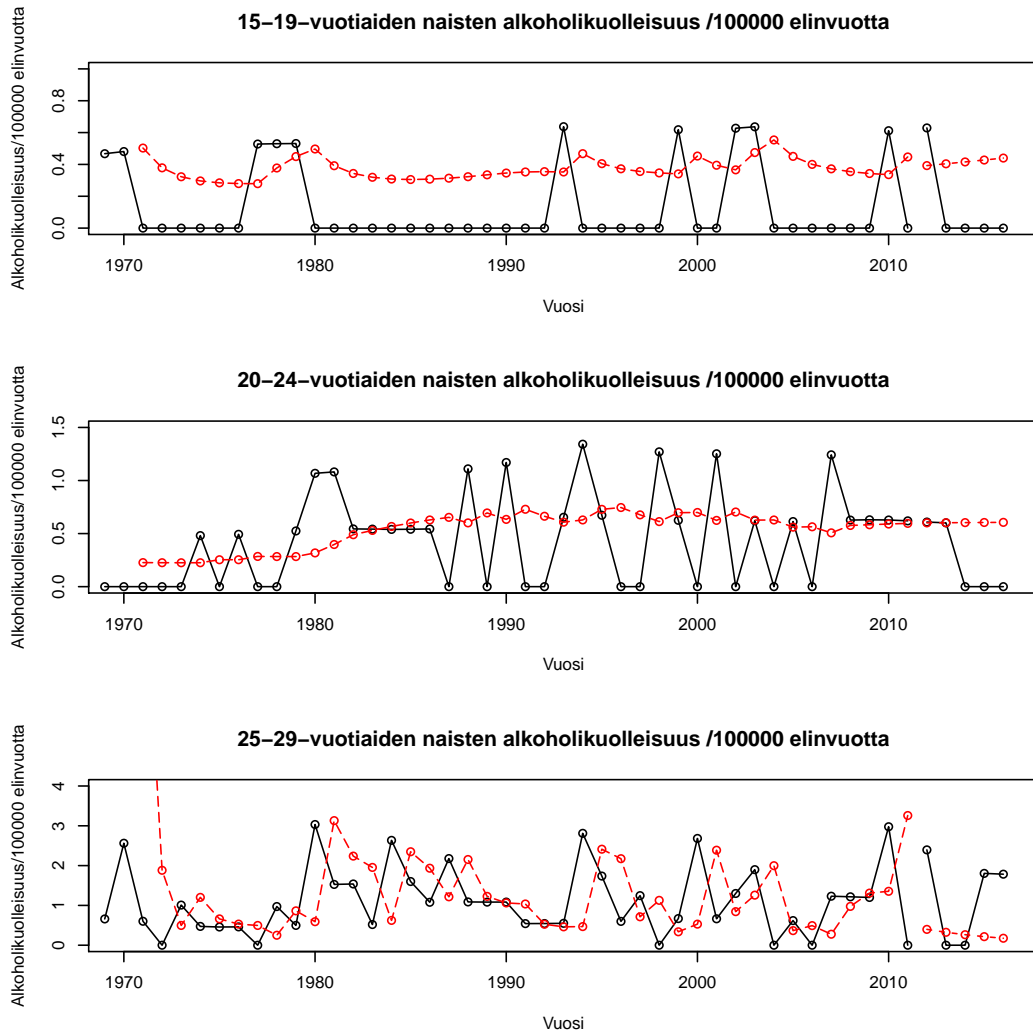 15−19−vuotiaiden naisten alkoholikuolleisuus /100000 elinvuotta
Alkoholikuolleisuus/100000 elinvuotta
0.0 0.4 0.8
1970 1980 1990 2000 2010
Vuosi
20−24−vuotiaiden naisten alkoholikuolleisuus /100000 elinvuotta
Alkoholikuolleisuus/100000 elinvuotta
0.0 0.5 1.0 1.5
1970 1980 1990 2000 2010
Vuosi
25−29−vuotiaiden naisten alkoholikuolleisuus /100000 elinvuotta
Alkoholikuolleisuus/100000 elinvuotta
0 1 2 3 4
1970 1980 1990 2000 2010
Vuosi